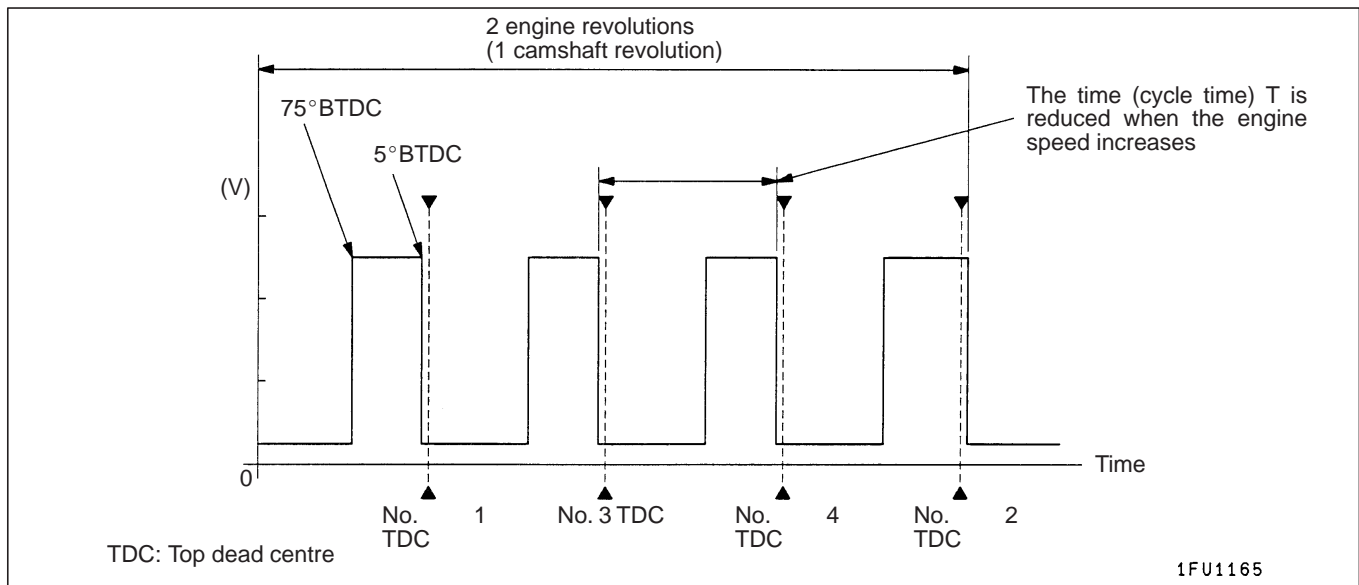 2 engine revolutions
(1 camshaft revolution)
The time (cycle time) T is
reduced when the engine
speed increases
75°BTDC
5°BTDC
(V)
0
Time
No. 1
TDC
No. 3 TDC
No. 4
TDC
No. 2
TDC
TDC: Top dead centre
1FU1165